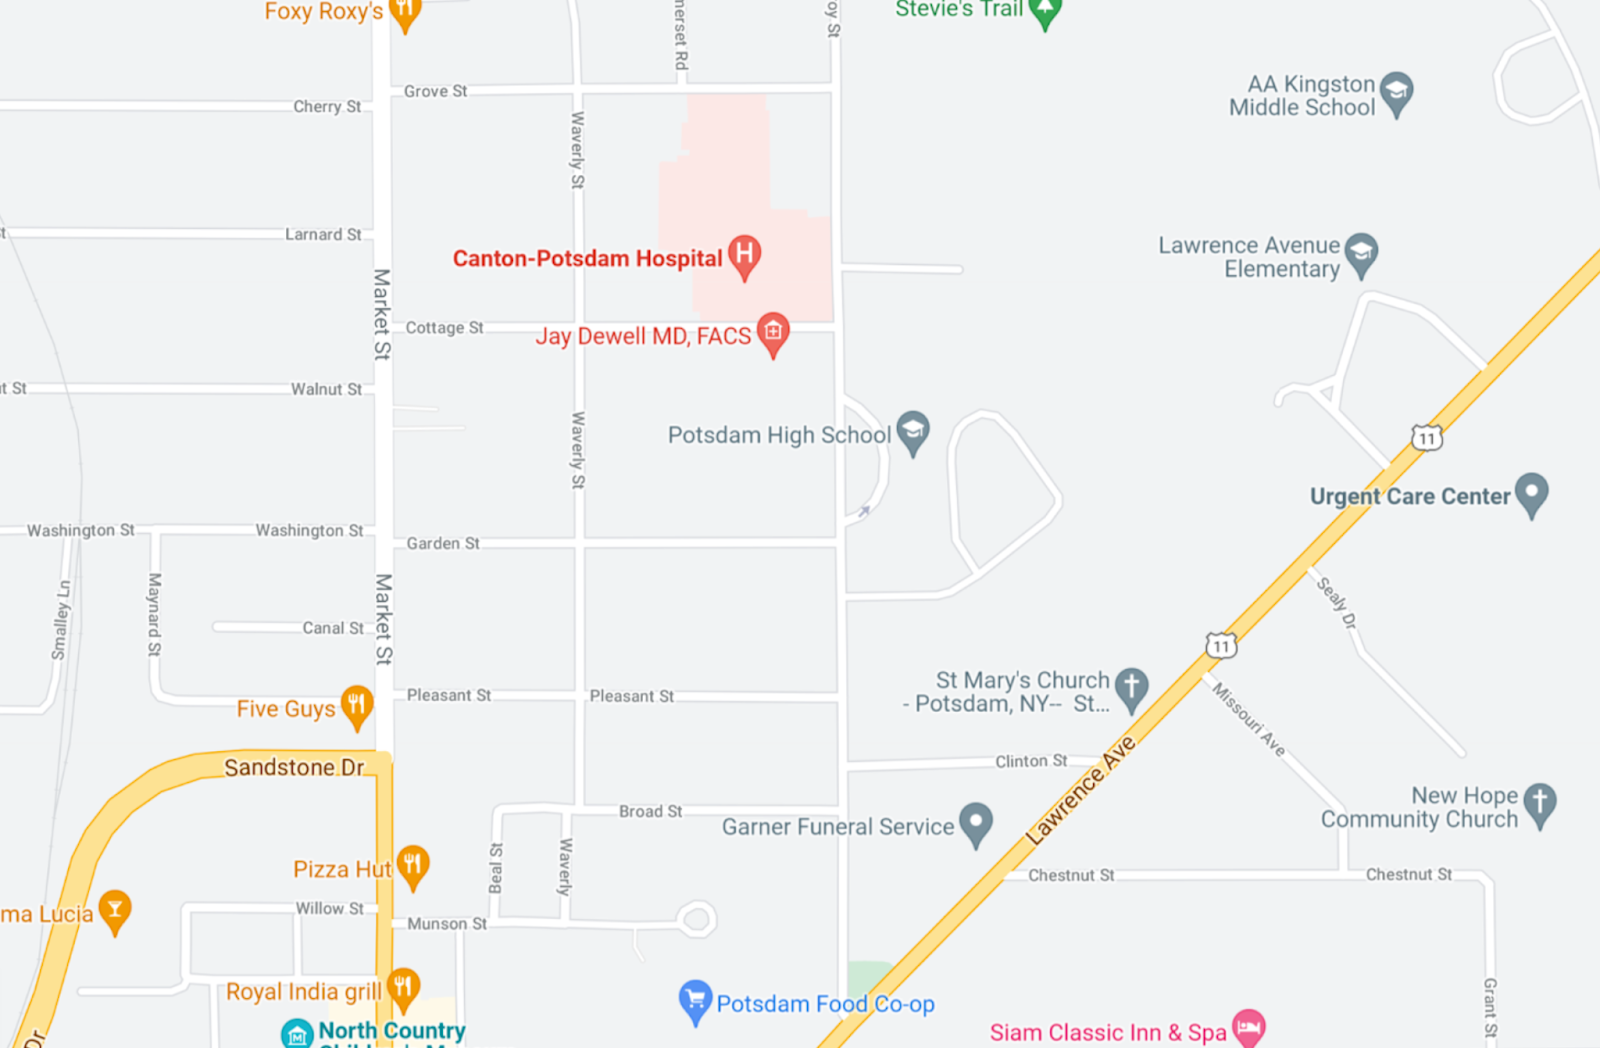 Foxy Roxy's
Stevie's Trail
Grove St
Cherry St
AA Kingston
Middle School
Waverly St
Larnard St
Canton-Potsdam Hospital
Lawrence Avenue
Elementary
Market St
Cottage St
Jay Dewell MD, FACS
Walnut St
Waverly St
Potsdam High School
11
Urgent Care Center
Washington St
Washington St
Garden St
Smalley Ln
Maynard St
Canal St
Market St
Sealy Dr
11
St Mary's Church
- Potsdam, NY-- St...
Pleasant St
Pleasant St
Five Guys
Missouri Ave
Sandstone Dr
Clinton St
Lawrence Ave
Broad St
Garner Funeral Service
New Hope
Community Church
Beal St
Waverly
Pizza Hut
Chestnut St
Chestnut St
ma Lucia
Willow St
Munson St
Royal India grill
Potsdam Food Co-op
Grant St
North Country
Siam Classic Inn & Spa
Dr